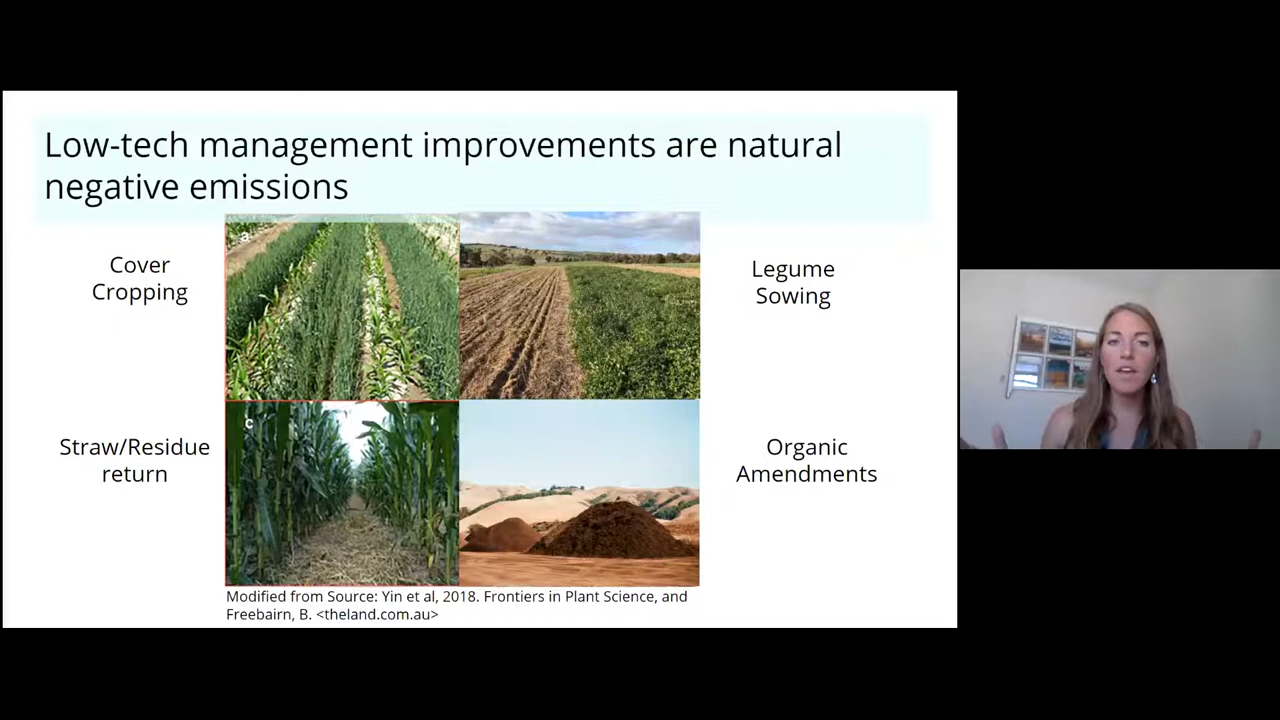 Low-tech management improvements are natural
negative emissions
Cover
Cropping
Legume
Sowing
Straw/Residue
return
c
Organic
Amendments
Modified from Source: Yin et al, 2018. Frontiers in Plant Science, and
Freebairn, B. <theland.com.au>